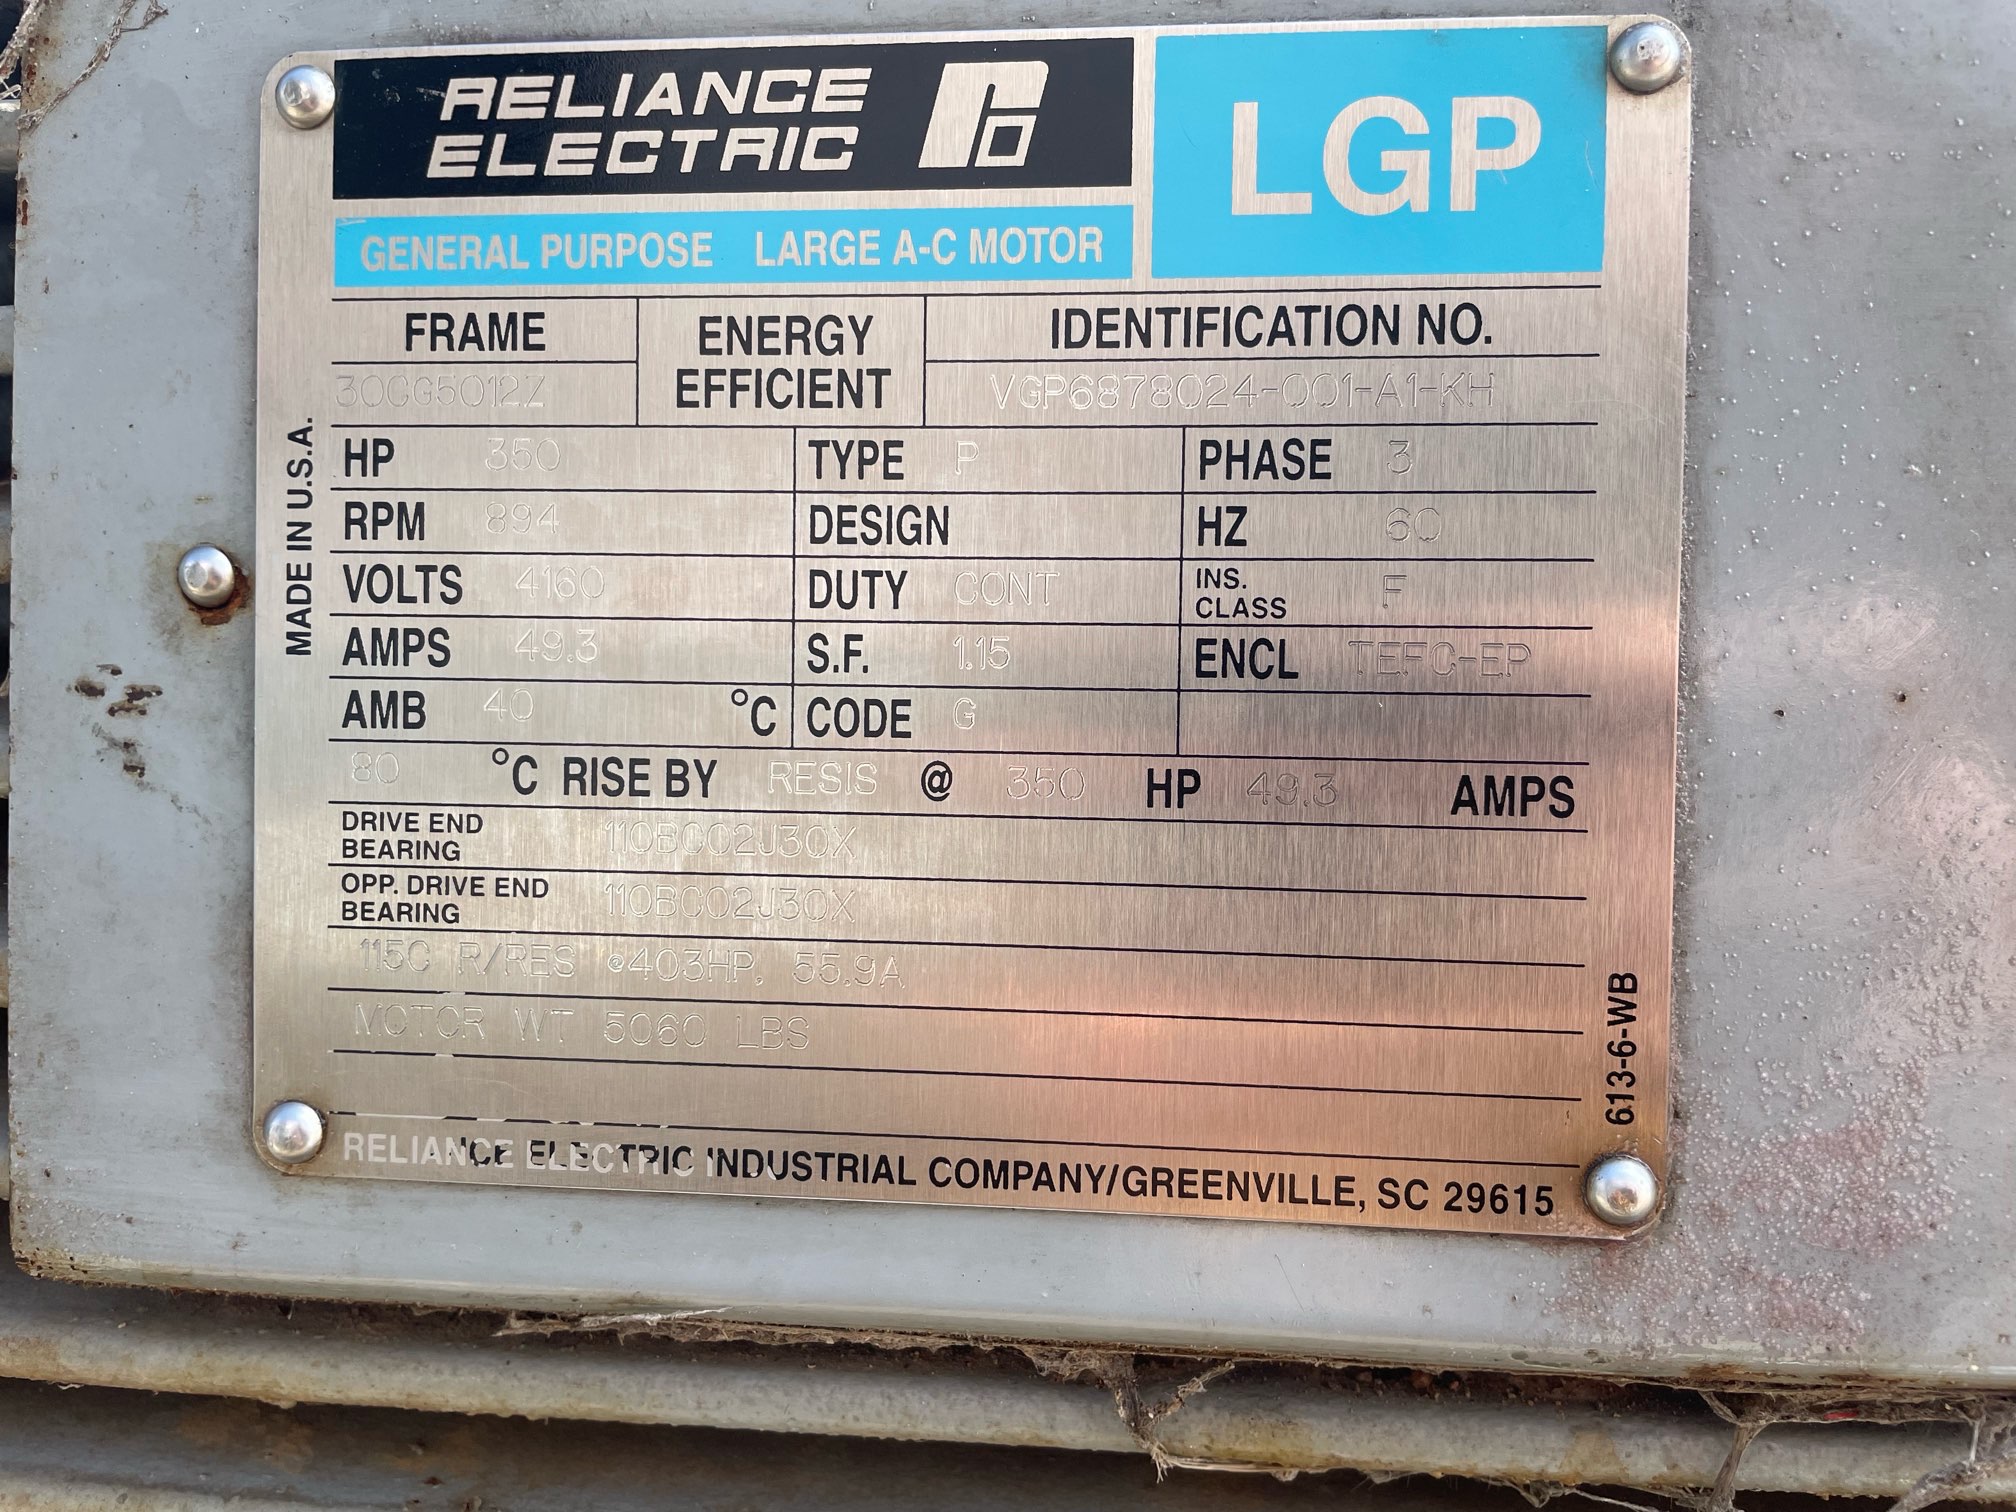 RELIANCE
ELECTRIC
LGP
GENERAL PURPOSE LARGE A-C MOTOR
FRAME
30CG5012Z
ENERGY
EFFICIENT
IDENTIFICATION NO.
VGP6878024-001-A1-KH
HP 350 TYPE P PHASE 3
RPM 894 DESIGN HZ 60
VOLTS 4160 DUTY CONT INS. CLASS F
AMPS 49.3 S.F. 1.15 ENCL TEFC-EP
AMB 40 °C CODE G
80 °C RISE BY RESIS @ 350 HP 49.3 AMPS
DRIVE END
BEARING 110BC02J30X
OPP. DRIVE END
BEARING 110BC02J30X
115C R/RES @403HP, 55.9A
MOTOR WT 5060 LBS
RELIANCE ELECTRIC INDUSTRIAL COMPANY/GREENVILLE, SC 29615
MADE IN U.S.A.
613-6-WB